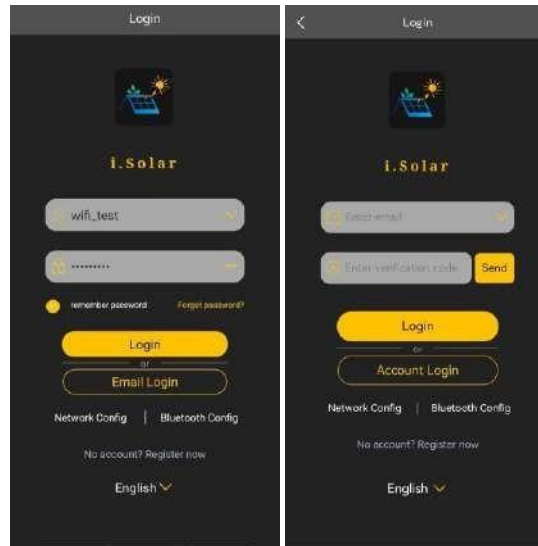 Login
i.Solar
wifi_test
•••••••••
remember password Forgot password?
Login
or
Email Login
Network Config | Bluetooth Config
No account? Register now
English
Login
i.Solar
Enter email
Enter verification code Send
Login
or
Account Login
Network Config | Bluetooth Config
No account? Register now
English